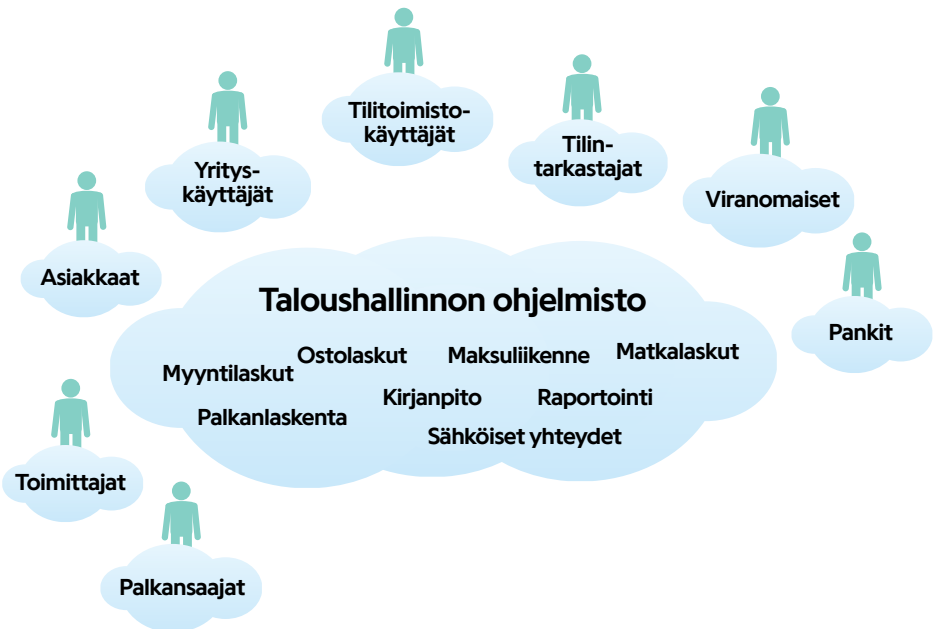 Tilitoimisto-
käyttäjät
Tilin-
tarkastajat
Yritys-
käyttäjät
Viranomaiset
Asiakkaat
Taloushallinnon ohjelmisto
Pankit
Ostolaskut
Maksuliikenne
Matkalaskut
Myyntilaskut
Kirjanpito
Raportointi
Palkanlaskenta
Sähköiset yhteydet
Toimittajat
Palkansaajat